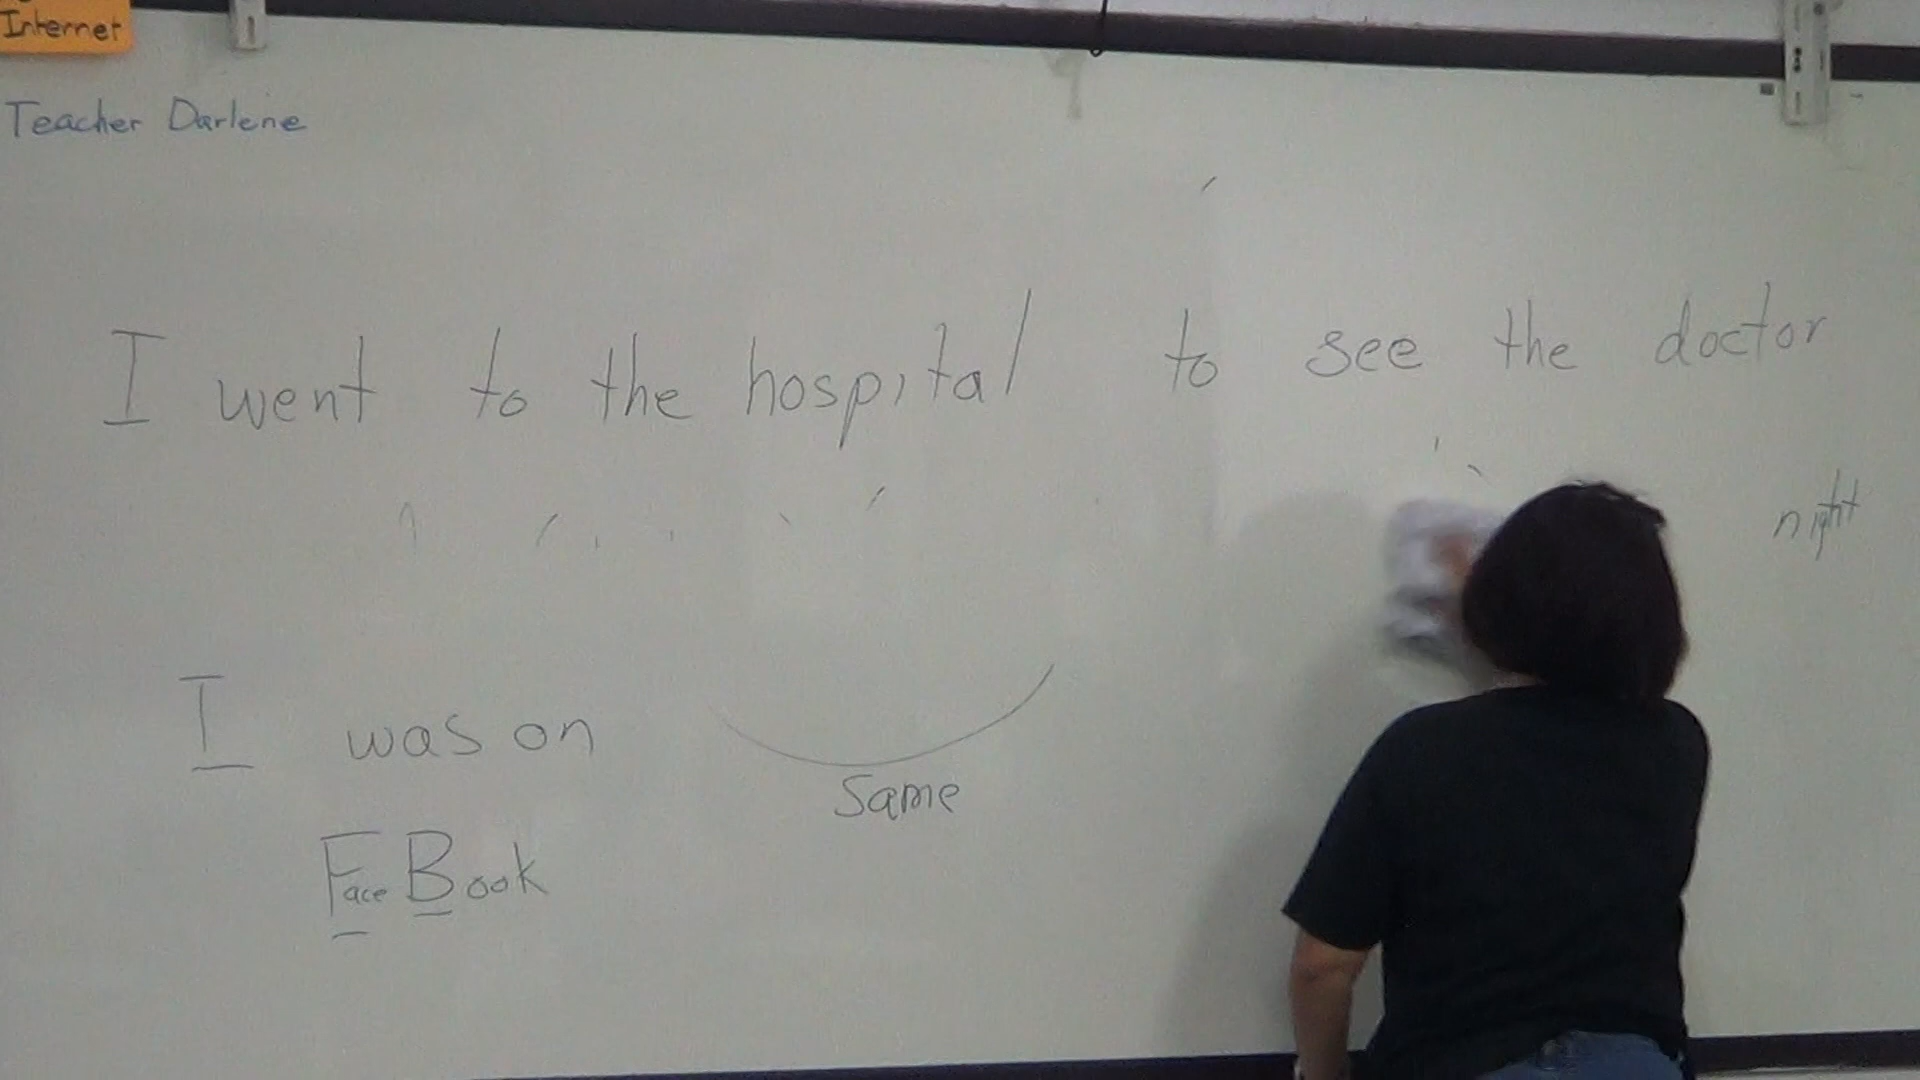 Internet
Teacher Darlene
I went to the hospital to see the doctor
night
I was on
Same
FaceBook